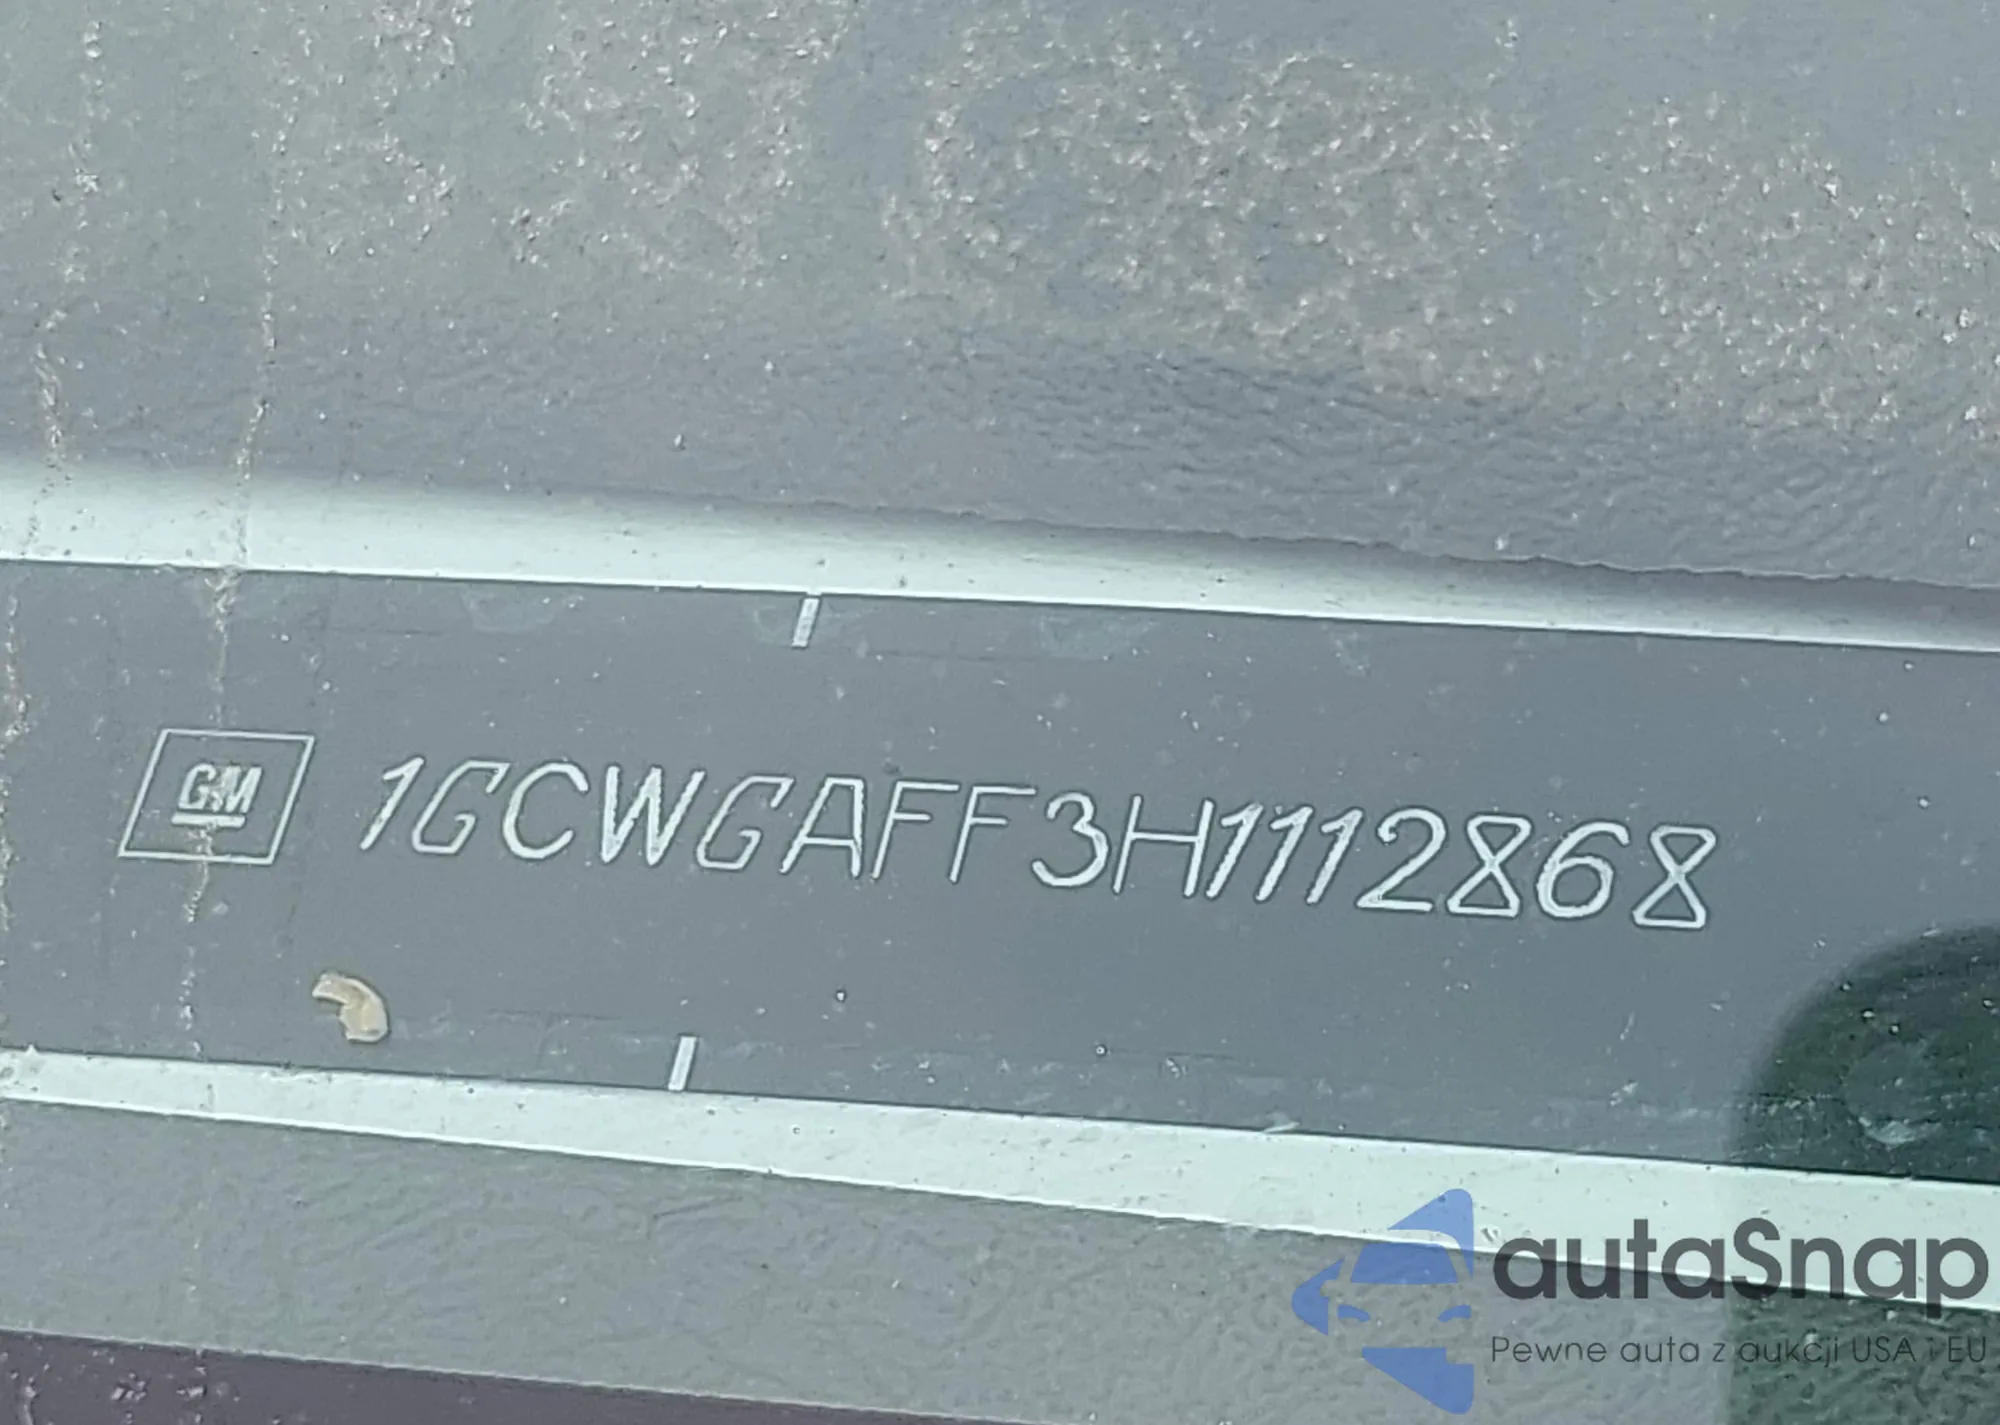 GM 1GCWGAFF3H1112868
autaSnap
Pewne auta z aukcji USA i EU